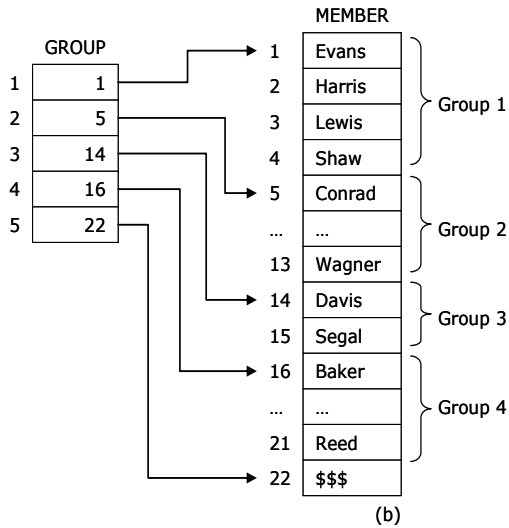 MEMBER
GROUP
1 Evans
1 1
2 Harris
Group 1
2 5
3 Lewis
3 14
4 Shaw
4 16
5 Conrad
5 22
... ...
Group 2
13 Wagner
14 Davis
Group 3
15 Segal
16 Baker
... ...
Group 4
21 Reed
22 $$$
(b)